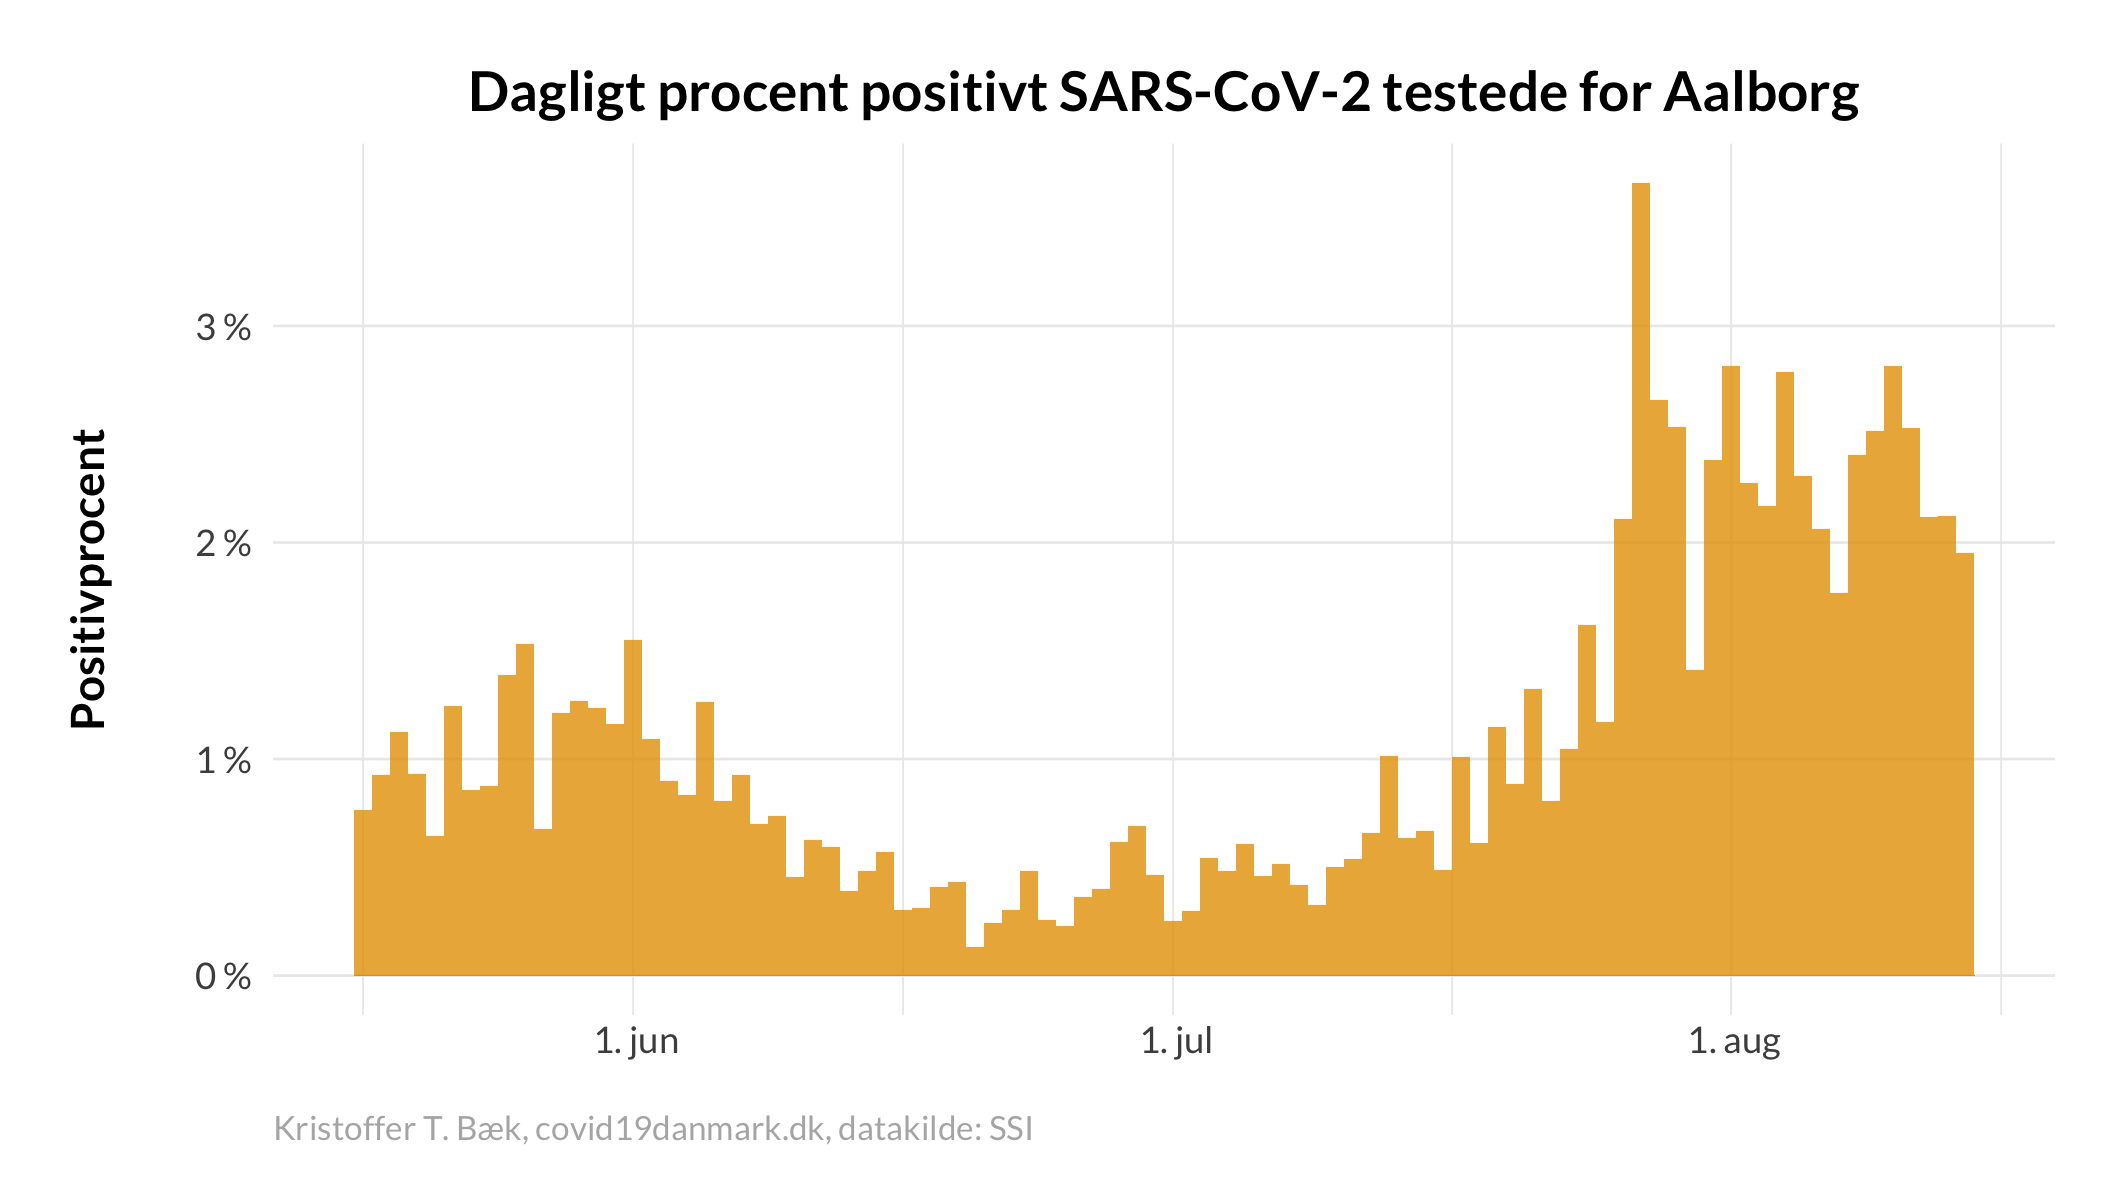 Dagligt procent positivt SARS-CoV-2 testede for Aalborg
Positivprocent
3 %
2 %
1 %
0 %
1. jun
1. jul
1. aug
Kristoffer T. Bæk, covid19danmark.dk, datakilde: SSI